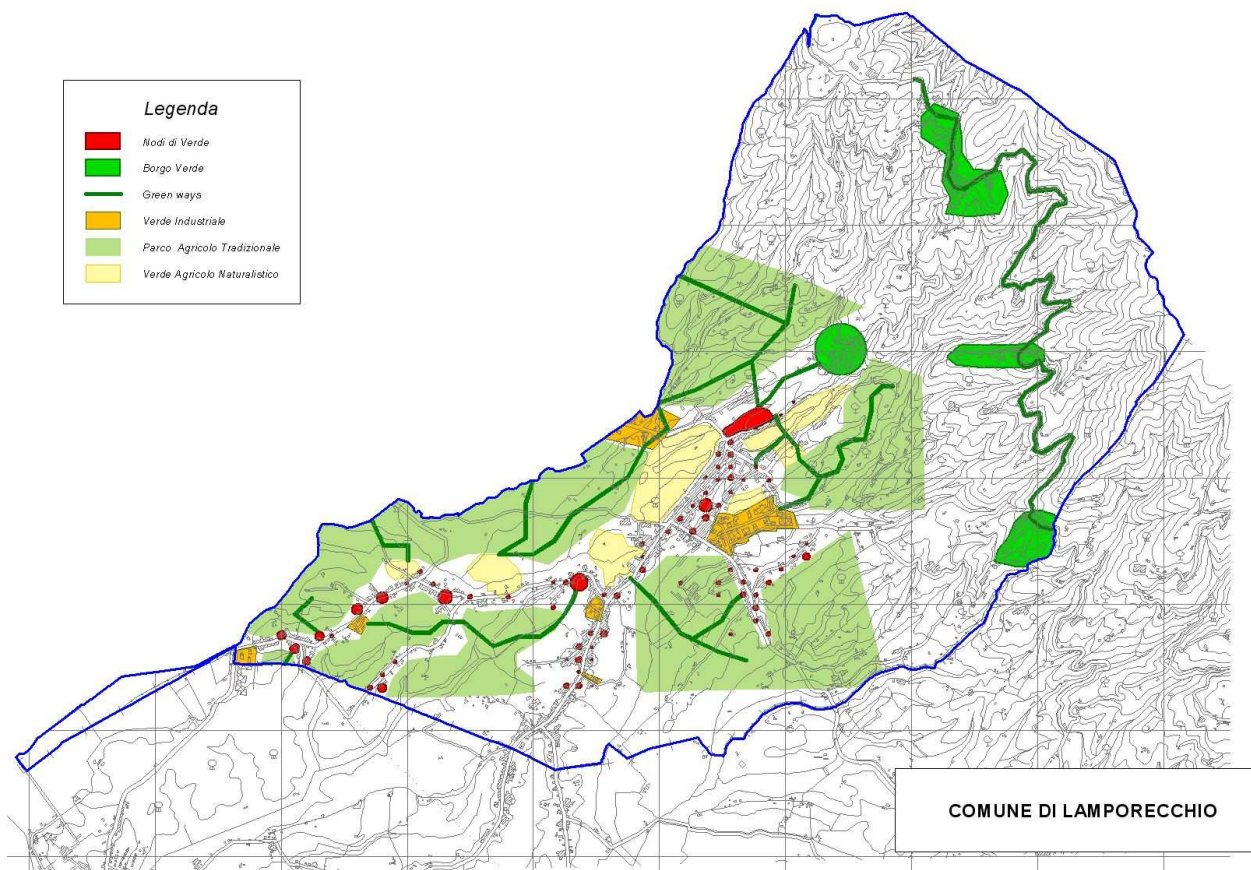 Legenda
Nodi di Verde
Borgo Verde
Green ways
Verde Industriale
Parco Agricolo Tradizionale
Verde Agricolo Naturalistico
COMUNE DI LAMPORECCHIO